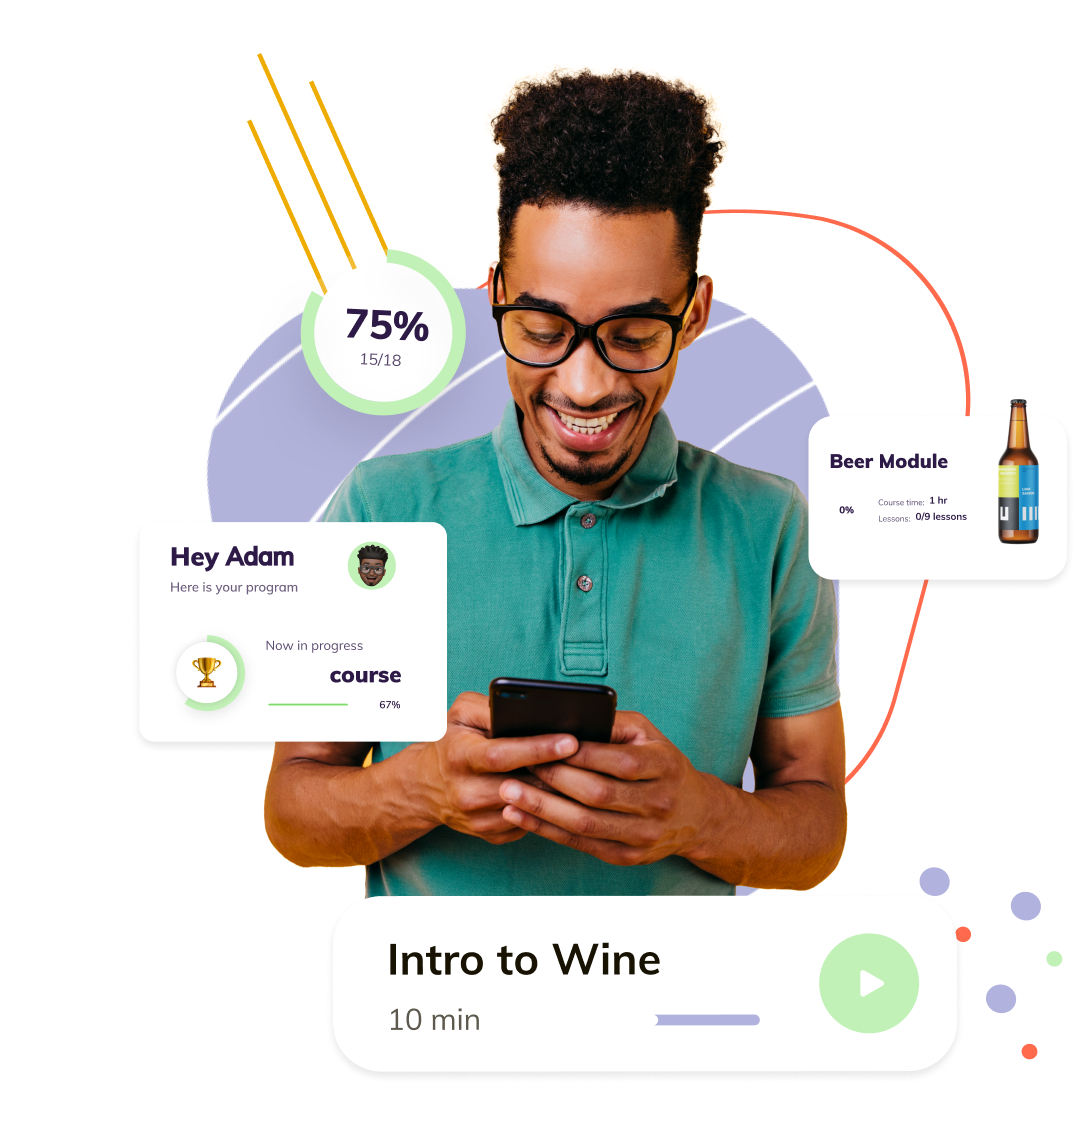 75%
15/18
Beer Module
0%
Course time: 1 hr
Lessons: 0/9 lessons
Hey Adam
Here is your program
Now in progress
course
67%
Intro to Wine
10 min